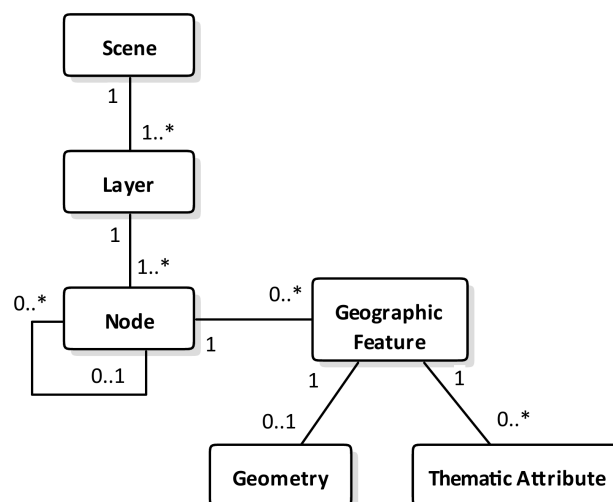 Scene
1
1..*
Layer
1
1..*
0..*
Node
0..*
Geographic
Feature
1
0..1
1
1
0..1
0..*
Geometry
Thematic Attribute